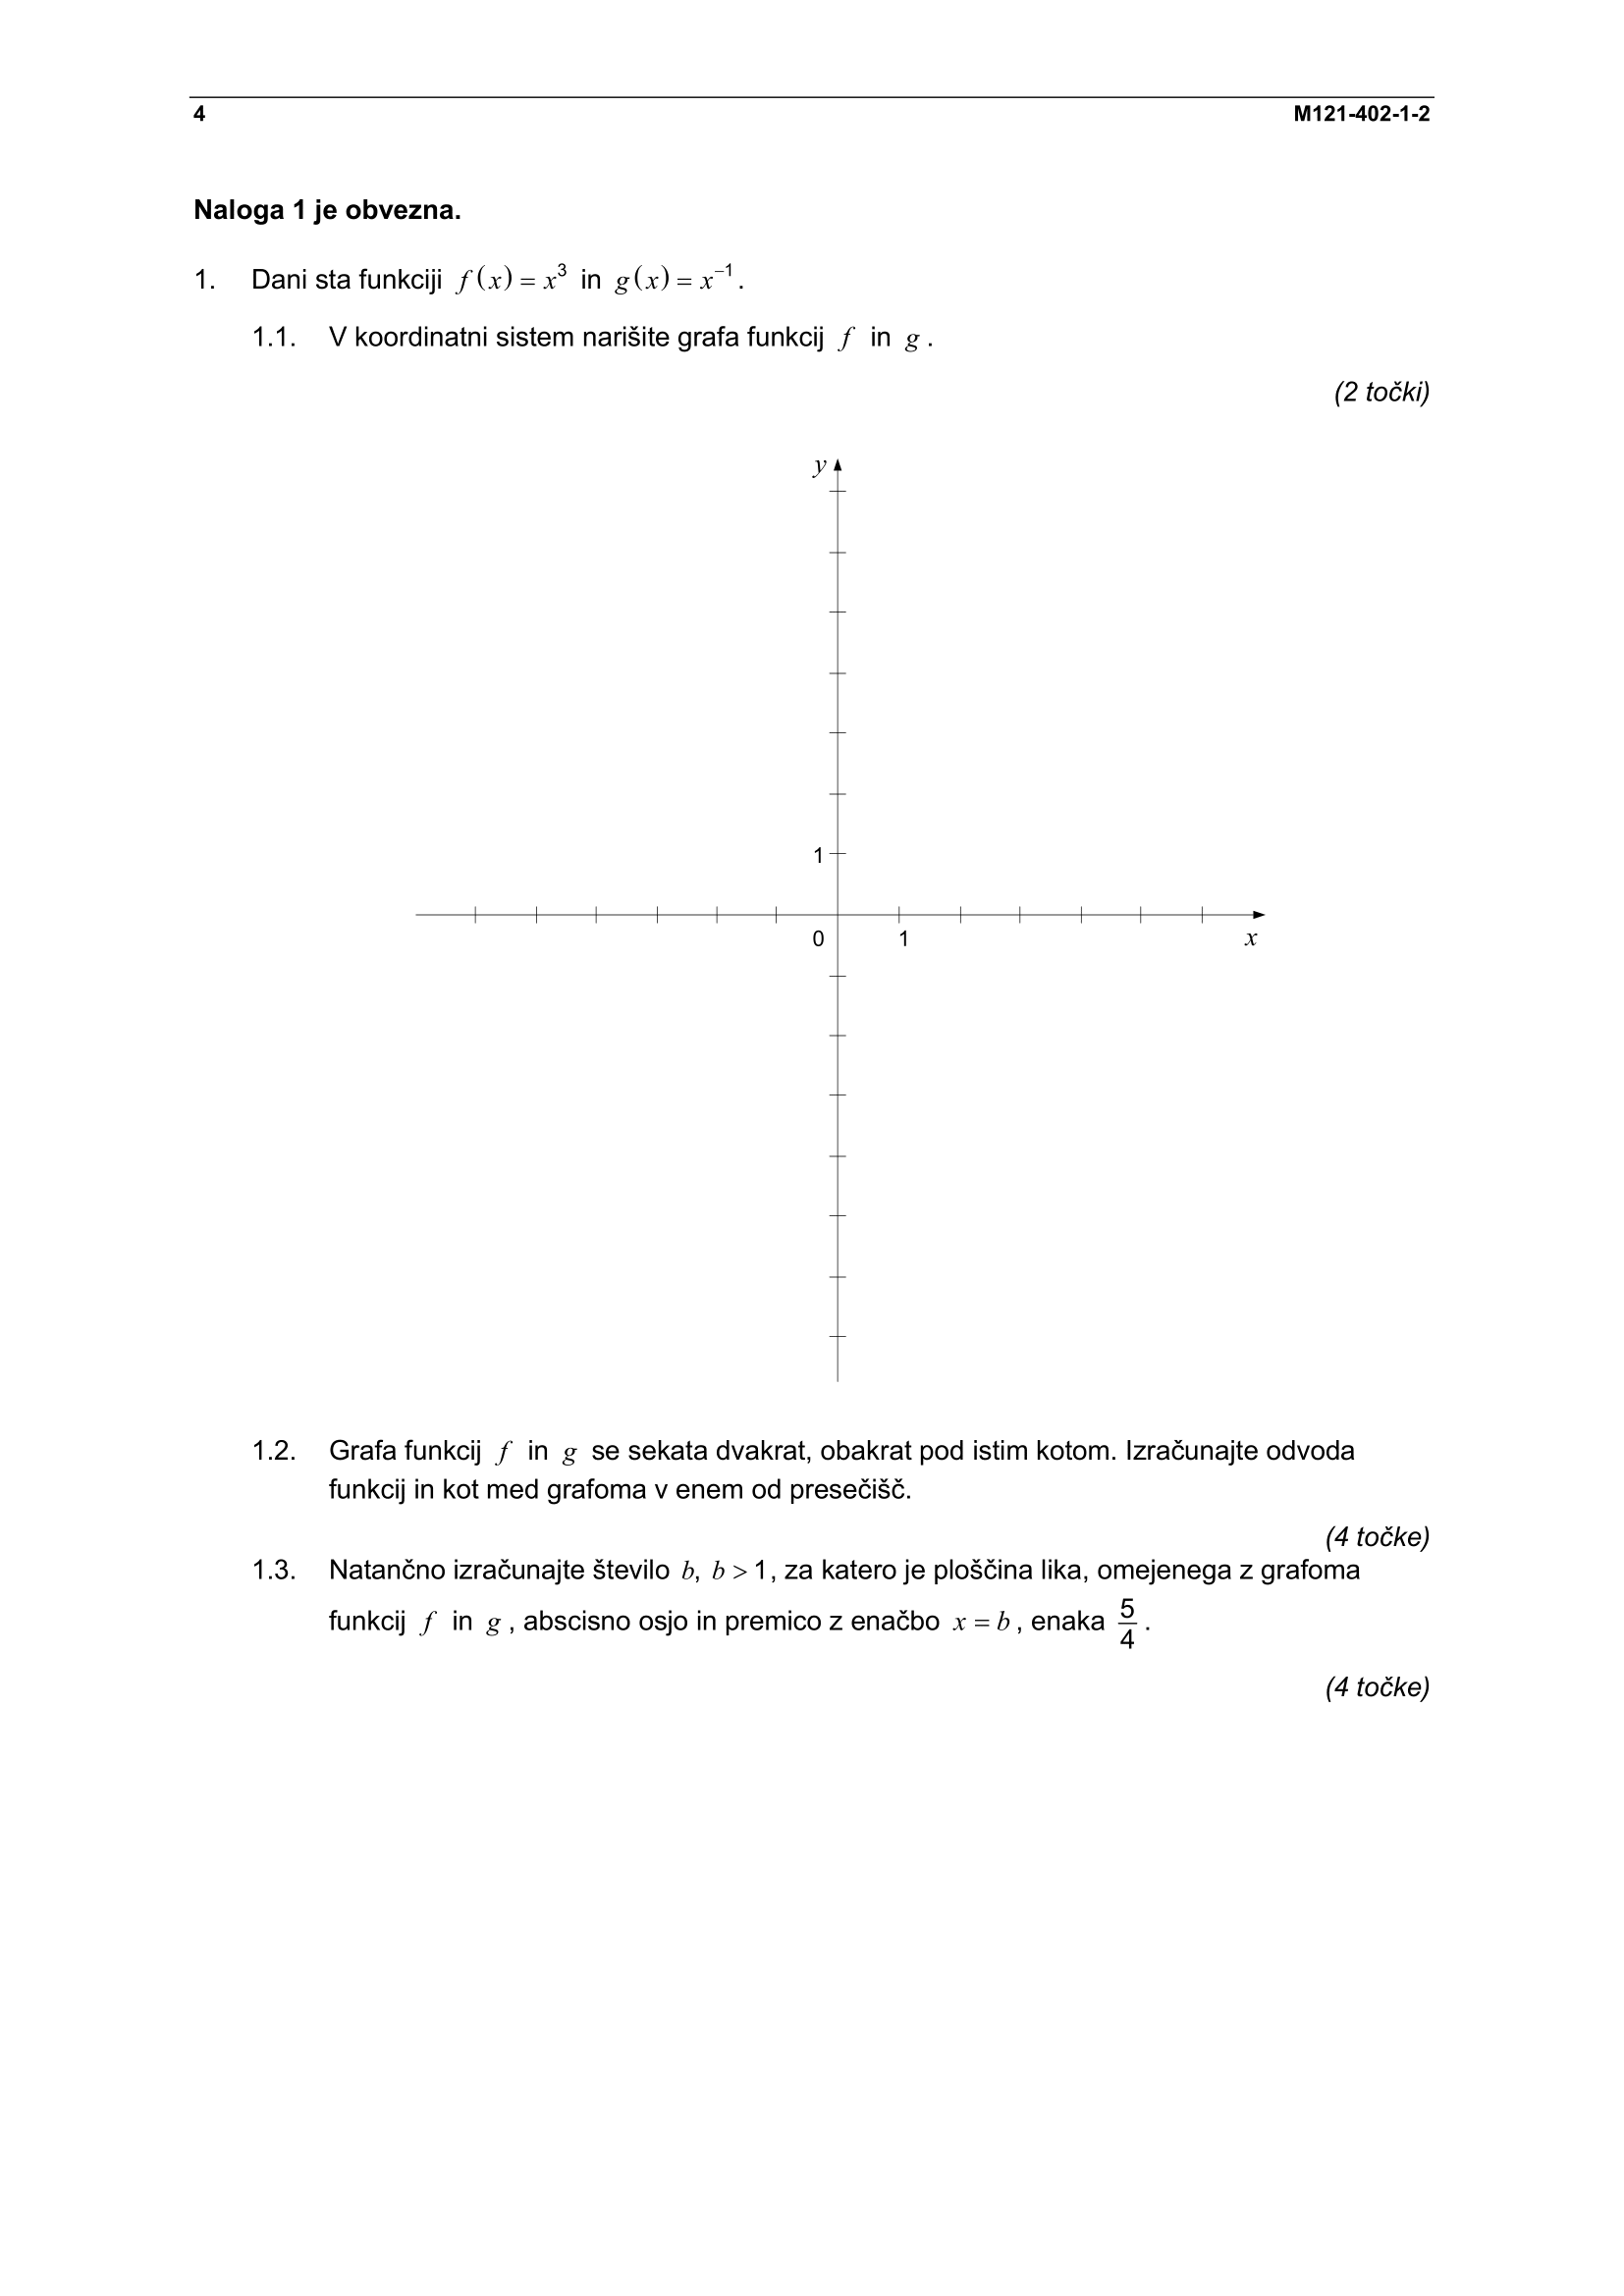 4 M121-402-1-2
Naloga 1 je obvezna.
1. Dani sta funkciji f(x) = x³ in g(x) = x⁻¹.
1.1. V koordinatni sistem narišite grafa funkcij f in g.
(2 točki)
y
1
0 1 x
1.2. Grafa funkcij f in g se sekata dvakrat, obakrat pod istim kotom. Izračunajte odvoda
funkcij in kot med grafoma v enem od presečišč.
(4 točke)
1.3. Natančno izračunajte število b, b > 1, za katero je ploščina lika, omejenega z grafoma
funkcij f in g, abscisno osjo in premico z enačbo x = b, enaka 5/4.
(4 točke)